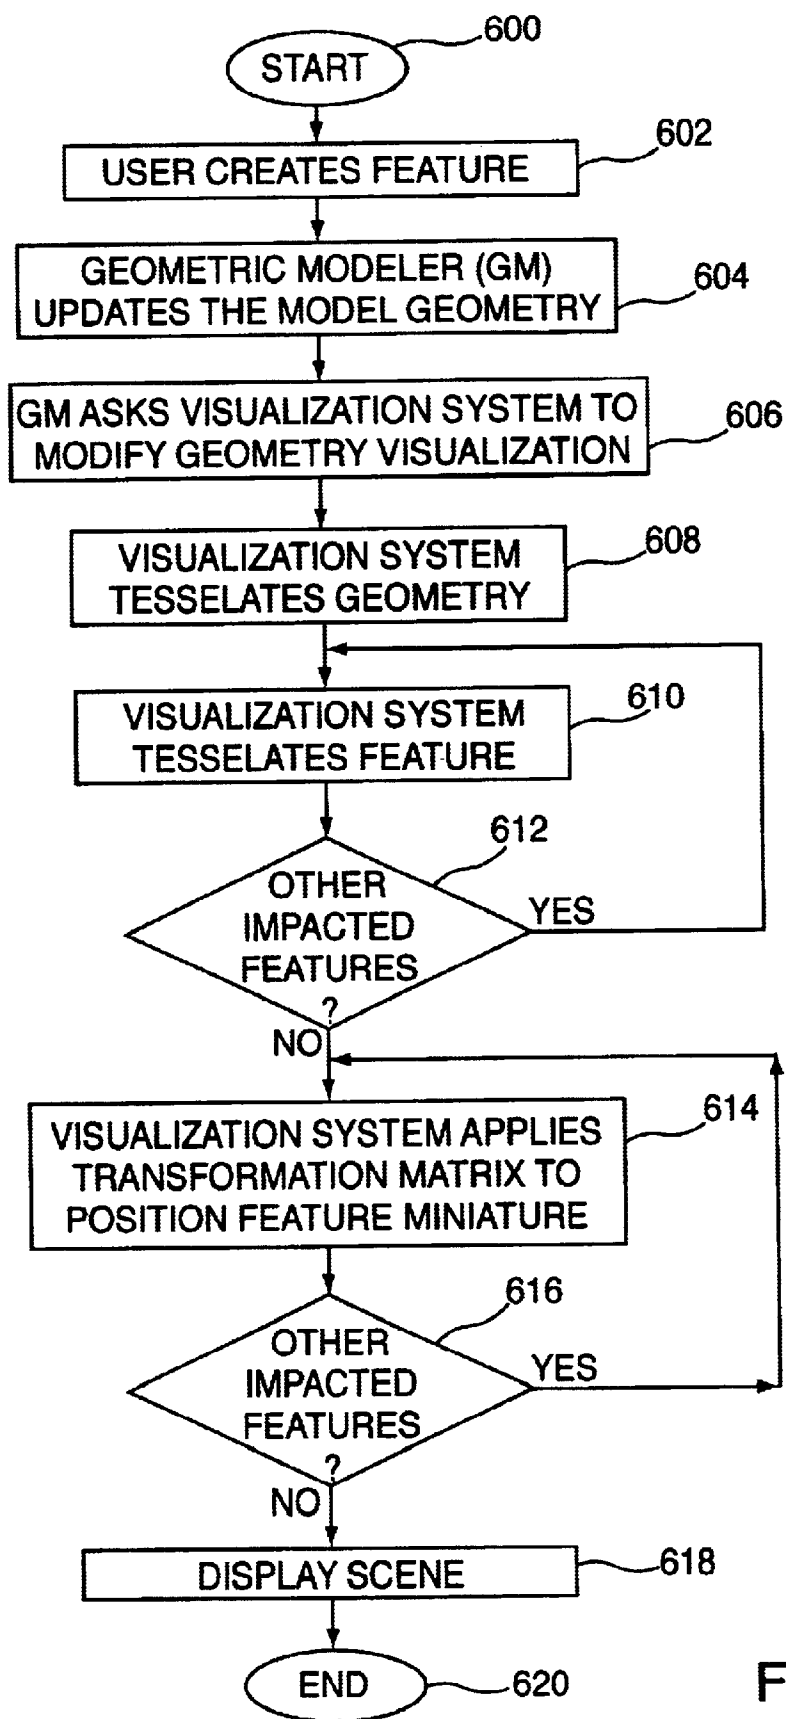 600
START
602
USER CREATES FEATURE
GEOMETRIC MODELER (GM)
UPDATES THE MODEL GEOMETRY
604
GM ASKS VISUALIZATION SYSTEM TO
MODIFY GEOMETRY VISUALIZATION
606
VISUALIZATION SYSTEM
TESSELATES GEOMETRY
608
VISUALIZATION SYSTEM
TESSELATES FEATURE
610
612
OTHER
IMPACTED
FEATURES
?
YES
NO
VISUALIZATION SYSTEM APPLIES
TRANSFORMATION MATRIX TO
POSITION FEATURE MINIATURE
614
616
OTHER
IMPACTED
FEATURES
?
YES
NO
DISPLAY SCENE
618
END
620
F